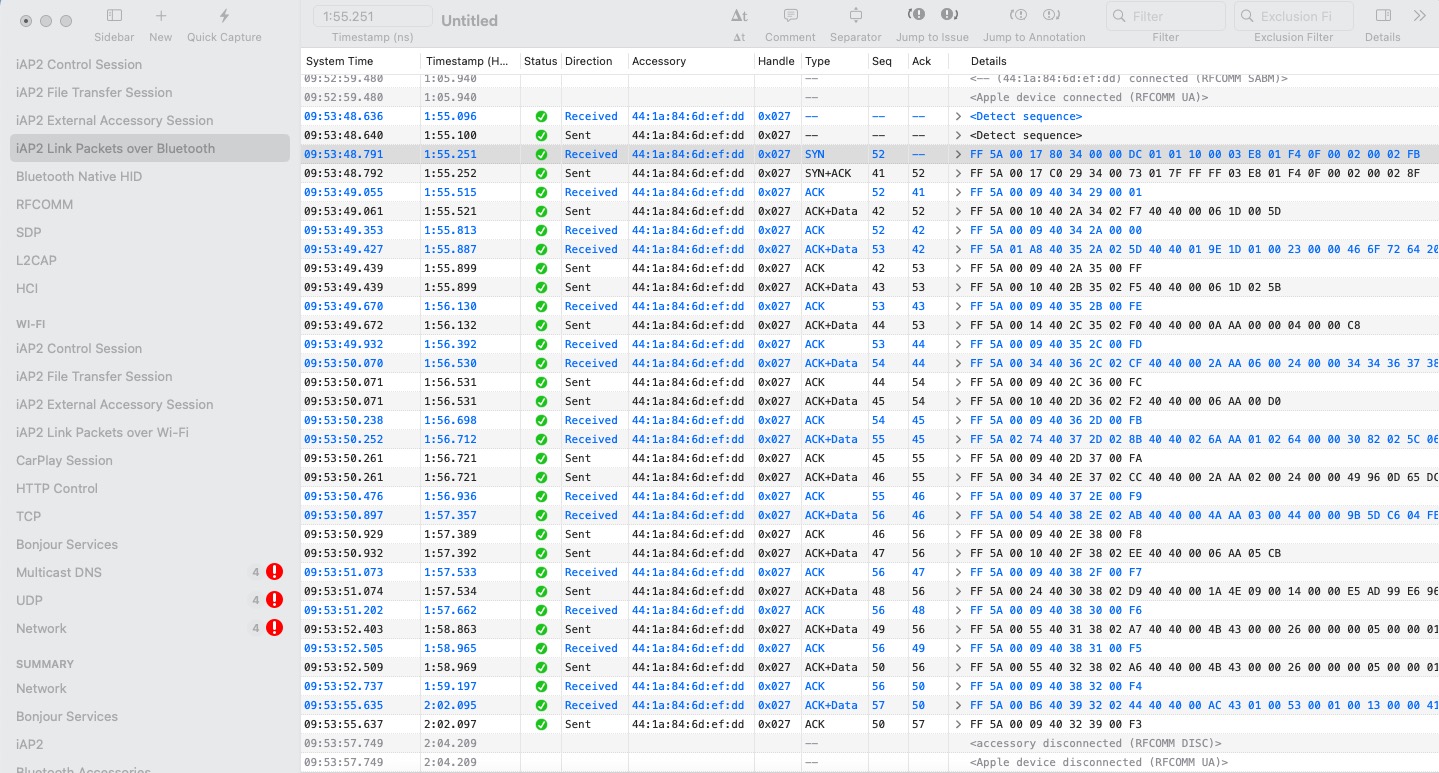 1:55.251
Untitled
Δt
Filter
Exclusion Fi
Sidebar
New
Quick Capture
Timestamp (ns)
Δt
Comment
Separator
Jump to Issue
Jump to Annotation
Filter
Exclusion Filter
Details
iAP2 Control Session
iAP2 File Transfer Session
iAP2 External Accessory Session
iAP2 Link Packets over Bluetooth
Bluetooth Native HID
RFCOMM
SDP
L2CAP
HCI
WI-FI
iAP2 Control Session
iAP2 File Transfer Session
iAP2 External Accessory Session
iAP2 Link Packets over Wi-Fi
CarPlay Session
HTTP Control
TCP
Bonjour Services
Multicast DNS 4
UDP 4
Network 4
SUMMARY
Network
Bonjour Services
iAP2
Bluetooth Accessories
System Time Timestamp (H... Status Direction Accessory Handle Type Seq Ack Details
09:52:59.480 1:05.940 –– <–– (44:1a:84:6d:ef:dd) connected (RFCOMM SABM)>
09:52:59.480 1:05.940 –– <Apple device connected (RFCOMM UA)>
09:53:48.636 1:55.096 Received 44:1a:84:6d:ef:dd 0x027 –– –– –– <Detect sequence>
09:53:48.640 1:55.100 Sent 44:1a:84:6d:ef:dd 0x027 –– –– –– <Detect sequence>
09:53:48.791 1:55.251 Received 44:1a:84:6d:ef:dd 0x027 SYN 52 –– FF 5A 00 17 80 34 00 00 DC 01 01 10 00 03 E8 01 F4 0F 00 02 00 02 FB
09:53:48.792 1:55.252 Sent 44:1a:84:6d:ef:dd 0x027 SYN+ACK 41 52 FF 5A 00 17 C0 29 34 00 73 01 7F FF FF 03 E8 01 F4 0F 00 02 00 02 8F
09:53:49.055 1:55.515 Received 44:1a:84:6d:ef:dd 0x027 ACK 52 41 FF 5A 00 09 40 34 29 00 01
09:53:49.061 1:55.521 Sent 44:1a:84:6d:ef:dd 0x027 ACK+Data 42 52 FF 5A 00 10 40 2A 34 02 F7 40 40 00 06 1D 00 5D
09:53:49.353 1:55.813 Received 44:1a:84:6d:ef:dd 0x027 ACK 52 42 FF 5A 00 09 40 34 2A 00 00
09:53:49.427 1:55.887 Received 44:1a:84:6d:ef:dd 0x027 ACK+Data 53 42 FF 5A 01 A8 40 35 2A 02 5D 40 40 01 9E 1D 01 00 23 00 00 46 6F 72 64 20
09:53:49.439 1:55.899 Sent 44:1a:84:6d:ef:dd 0x027 ACK 42 53 FF 5A 00 09 40 2A 35 00 FF
09:53:49.439 1:55.899 Sent 44:1a:84:6d:ef:dd 0x027 ACK+Data 43 53 FF 5A 00 10 40 2B 35 02 F5 40 40 00 06 1D 02 5B
09:53:49.670 1:56.130 Received 44:1a:84:6d:ef:dd 0x027 ACK 53 43 FF 5A 00 09 40 35 2B 00 FE
09:53:49.672 1:56.132 Sent 44:1a:84:6d:ef:dd 0x027 ACK+Data 44 53 FF 5A 00 14 40 2C 35 02 F0 40 40 00 0A AA 00 00 04 00 00 C8
09:53:49.932 1:56.392 Received 44:1a:84:6d:ef:dd 0x027 ACK 53 44 FF 5A 00 09 40 35 2C 00 FD
09:53:50.070 1:56.530 Received 44:1a:84:6d:ef:dd 0x027 ACK+Data 54 44 FF 5A 00 34 40 36 2C 02 CF 40 40 00 2A AA 06 00 24 00 00 34 34 36 37 38
09:53:50.071 1:56.531 Sent 44:1a:84:6d:ef:dd 0x027 ACK 44 54 FF 5A 00 09 40 2C 36 00 FC
09:53:50.071 1:56.531 Sent 44:1a:84:6d:ef:dd 0x027 ACK+Data 45 54 FF 5A 00 10 40 2D 36 02 F2 40 40 00 06 AA 00 D0
09:53:50.238 1:56.698 Received 44:1a:84:6d:ef:dd 0x027 ACK 54 45 FF 5A 00 09 40 36 2D 00 FB
09:53:50.252 1:56.712 Received 44:1a:84:6d:ef:dd 0x027 ACK+Data 55 45 FF 5A 02 74 40 37 2D 02 8B 40 40 02 6A AA 01 02 64 00 00 30 82 02 5C 06
09:53:50.261 1:56.721 Sent 44:1a:84:6d:ef:dd 0x027 ACK 45 55 FF 5A 00 09 40 2D 37 00 FA
09:53:50.261 1:56.721 Sent 44:1a:84:6d:ef:dd 0x027 ACK+Data 46 55 FF 5A 00 34 40 2E 37 02 CC 40 40 00 2A AA 02 00 24 00 00 49 96 0D 65 DC
09:53:50.476 1:56.936 Received 44:1a:84:6d:ef:dd 0x027 ACK 55 46 FF 5A 00 09 40 37 2E 00 F9
09:53:50.897 1:57.357 Received 44:1a:84:6d:ef:dd 0x027 ACK+Data 56 46 FF 5A 00 54 40 38 2E 02 AB 40 40 00 4A AA 03 00 44 00 00 9B 5D C6 04 FE
09:53:50.929 1:57.389 Sent 44:1a:84:6d:ef:dd 0x027 ACK 46 56 FF 5A 00 09 40 2E 38 00 F8
09:53:50.932 1:57.392 Sent 44:1a:84:6d:ef:dd 0x027 ACK+Data 47 56 FF 5A 00 10 40 2F 38 02 EE 40 40 00 06 AA 05 CB
09:53:51.073 1:57.533 Received 44:1a:84:6d:ef:dd 0x027 ACK 56 47 FF 5A 00 09 40 38 2F 00 F7
09:53:51.074 1:57.534 Sent 44:1a:84:6d:ef:dd 0x027 ACK+Data 48 56 FF 5A 00 24 40 30 38 02 D9 40 40 00 1A 4E 09 00 14 00 00 E5 AD 99 E6 96
09:53:51.202 1:57.662 Received 44:1a:84:6d:ef:dd 0x027 ACK 56 48 FF 5A 00 09 40 38 30 00 F6
09:53:52.403 1:58.863 Sent 44:1a:84:6d:ef:dd 0x027 ACK+Data 49 56 FF 5A 00 55 40 31 38 02 A7 40 40 00 4B 43 00 00 26 00 00 00 05 00 00 01
09:53:52.505 1:58.965 Received 44:1a:84:6d:ef:dd 0x027 ACK 56 49 FF 5A 00 09 40 38 31 00 F5
09:53:52.509 1:58.969 Sent 44:1a:84:6d:ef:dd 0x027 ACK+Data 50 56 FF 5A 00 55 40 32 38 02 A6 40 40 00 4B 43 00 00 26 00 00 00 05 00 00 01
09:53:52.737 1:59.197 Received 44:1a:84:6d:ef:dd 0x027 ACK 56 50 FF 5A 00 09 40 38 32 00 F4
09:53:55.635 2:02.095 Received 44:1a:84:6d:ef:dd 0x027 ACK+Data 57 50 FF 5A 00 B6 40 39 32 02 44 40 40 00 AC 43 01 00 53 00 01 00 13 00 00 41
09:53:55.637 2:02.097 Sent 44:1a:84:6d:ef:dd 0x027 ACK 50 57 FF 5A 00 09 40 32 39 00 F3
09:53:57.749 2:04.209 –– <accessory disconnected (RFCOMM DISC)>
09:53:57.749 2:04.209 –– <Apple device disconnected (RFCOMM UA)>